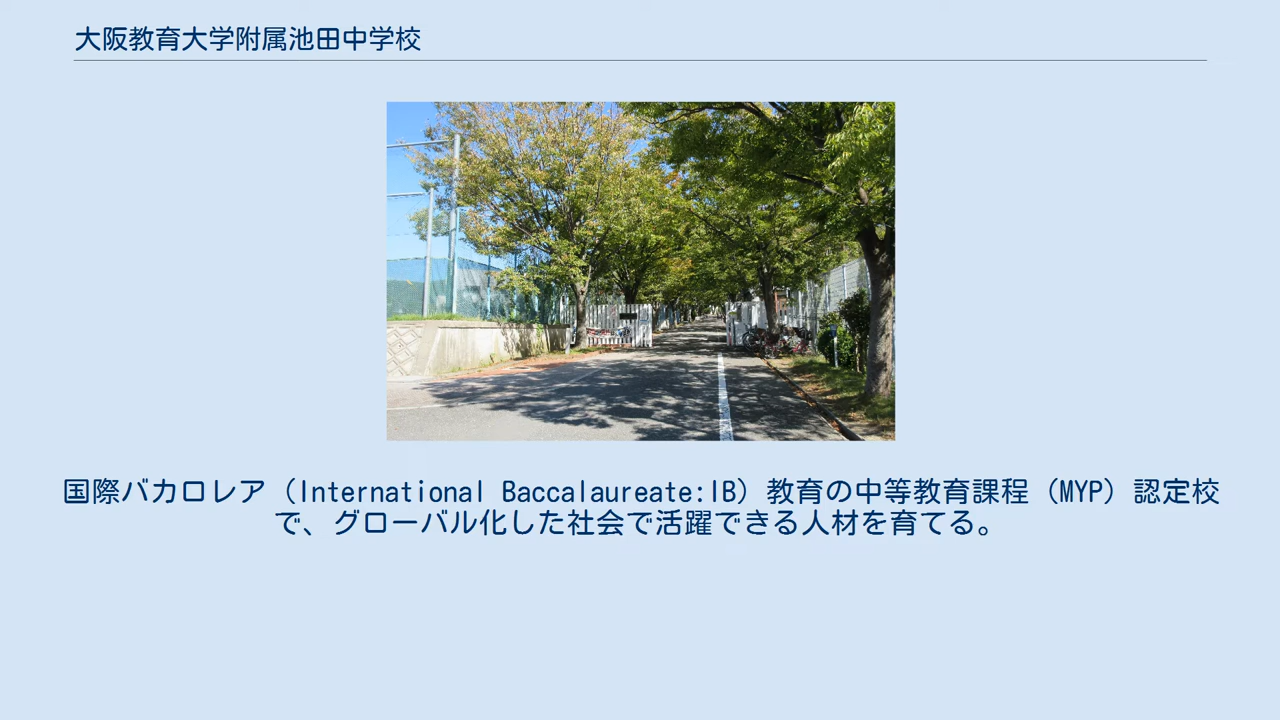 大阪教育大学附属池田中学校
国際バカロレア（International Baccalaureate:IB）教育の中等教育課程（MYP）認定校
で、グローバル化した社会で活躍できる人材を育てる。